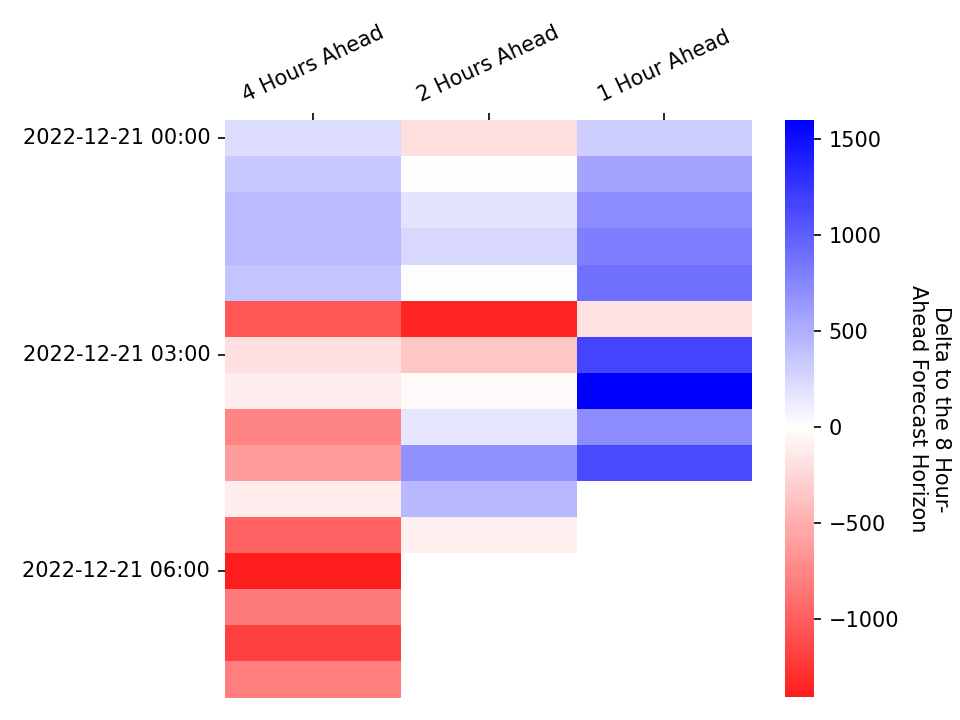 4 Hours Ahead
2 Hours Ahead
1 Hour Ahead
2022-12-21 00:00
2022-12-21 03:00
2022-12-21 06:00
1500
1000
500
0
−500
−1000
Delta to the 8 Hour-
Ahead Forecast Horizon